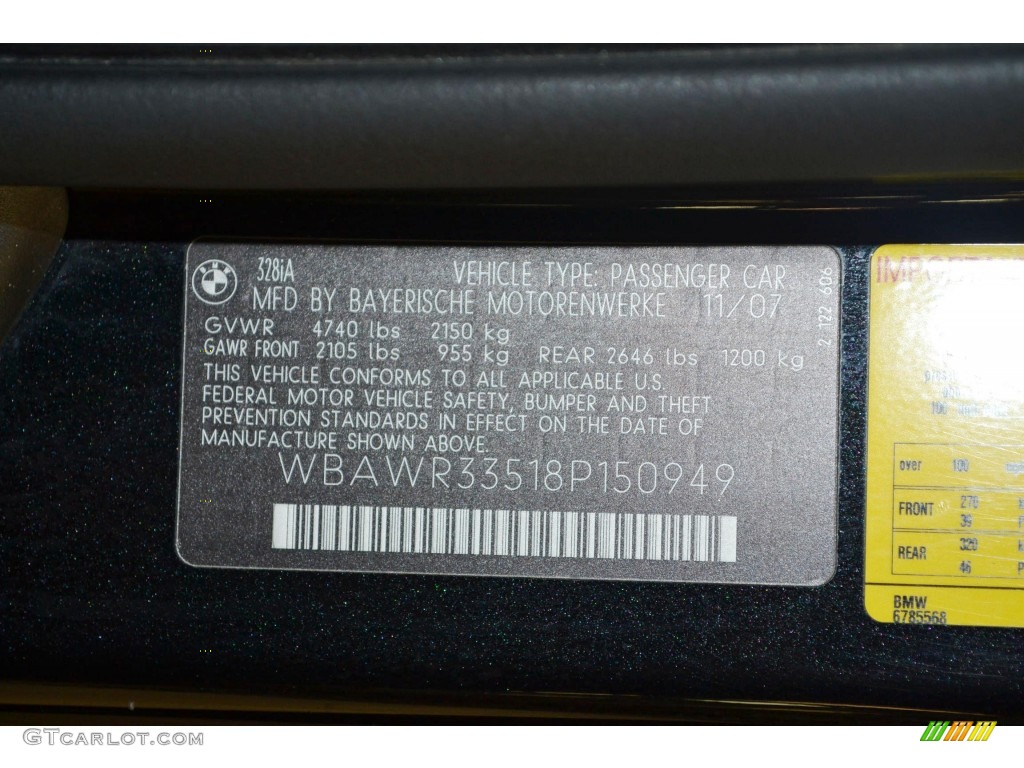 328iA VEHICLE TYPE: PASSENGER CAR
MFD BY BAYERISCHE MOTORENWERKE 11/07
GVWR 4740 lbs 2150 kg
GAWR FRONT 2105 lbs 955 kg REAR 2646 lbs 1200 kg
THIS VEHICLE CONFORMS TO ALL APPLICABLE U.S.
FEDERAL MOTOR VEHICLE SAFETY, BUMPER AND THEFT
PREVENTION STANDARDS IN EFFECT ON THE DATE OF
MANUFACTURE SHOWN ABOVE.
WBAWR33518P150949
2 122 606
over 100
FRONT 270
39
REAR 320
46
BMW
6785568
GTCARLOT.COM